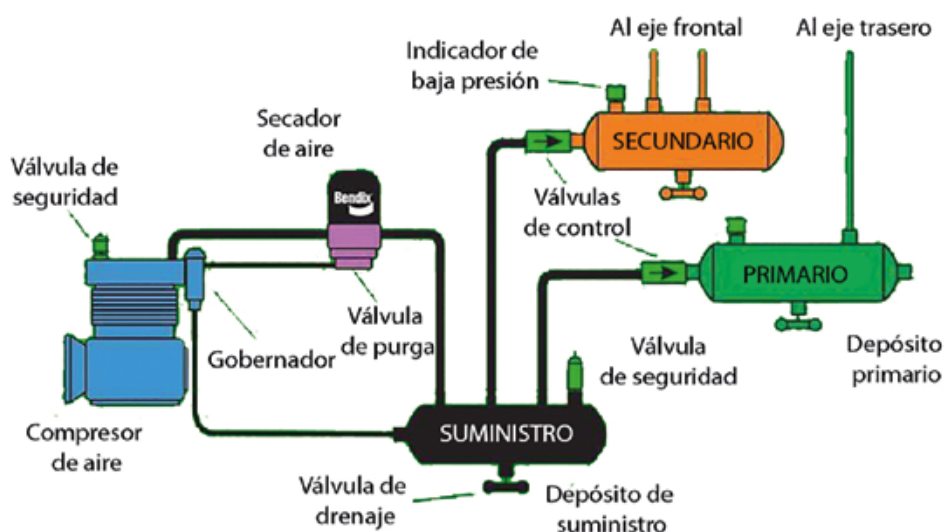 Al eje frontal
Al eje trasero
Indicador de
baja presión
Secador
de aire
SECUNDARIO
Válvula de
seguridad
Bendix
Válvulas
de control
PRIMARIO
Válvula
de purga
Gobernador
Válvula
de seguridad
Depósito
primario
Compresor
de aire
SUMINISTRO
Válvula de
drenaje
Depósito de
suministro